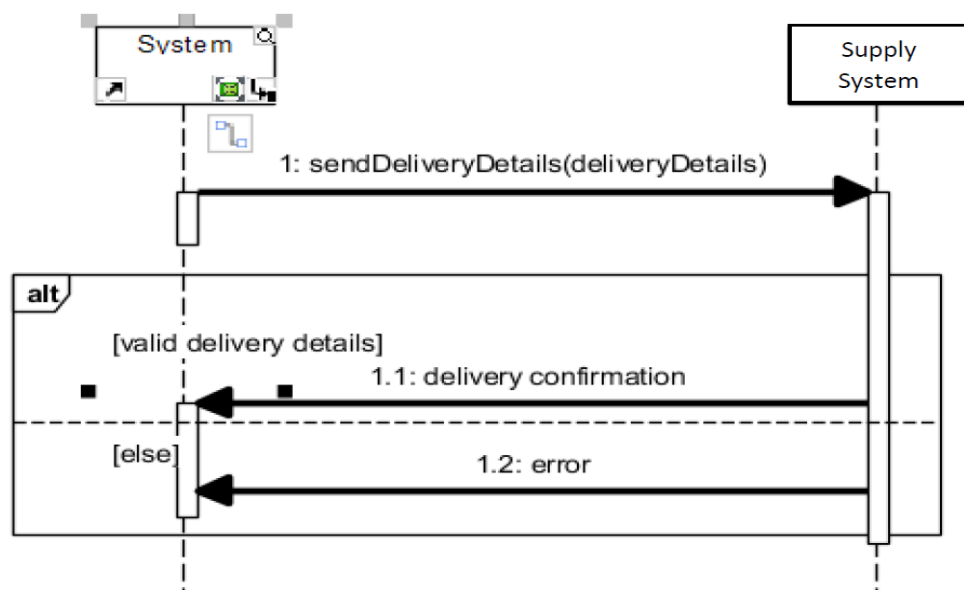 System
Supply
System
1: sendDeliveryDetails(deliveryDetails)
alt
[valid delivery details]
1.1: delivery confirmation
[else]
1.2: error